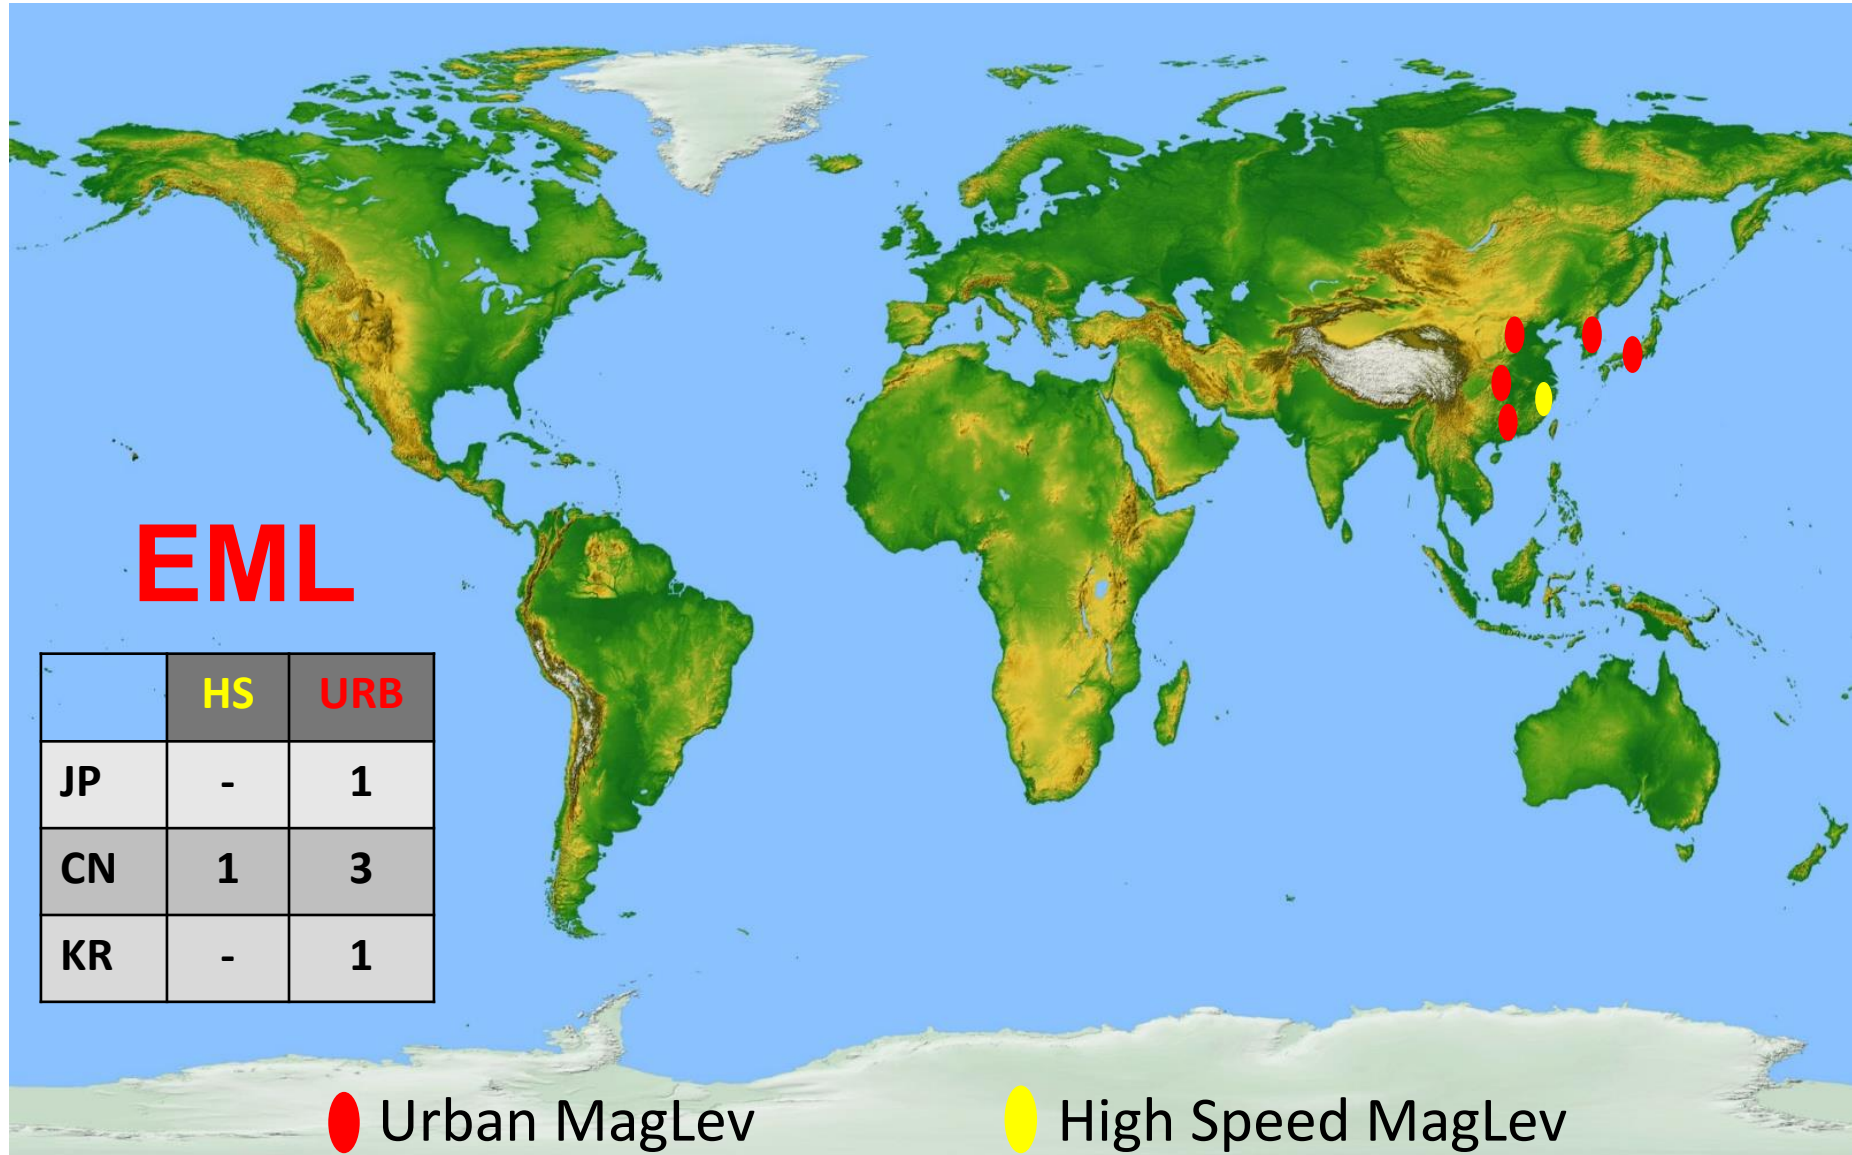 EML
HS URB
JP - 1
CN 1 3
KR - 1
Urban MagLev
High Speed MagLev